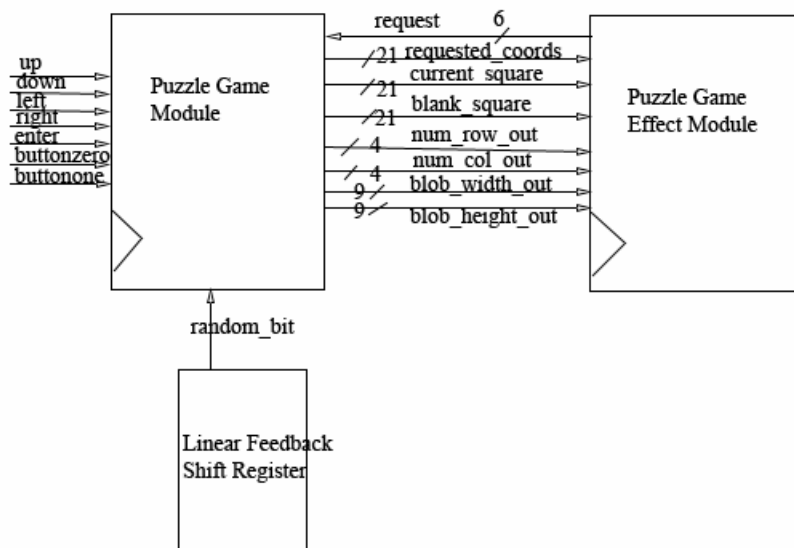 request 6
21 requested_coords
up
down
left
right
enter
buttonzero
buttonone
Puzzle Game
Module
21 current_square
21 blank_square
4 num_row_out
4 num_col_out
9 blob_width_out
9 blob_height_out
Puzzle Game
Effect Module
random_bit
Linear Feedback
Shift Register